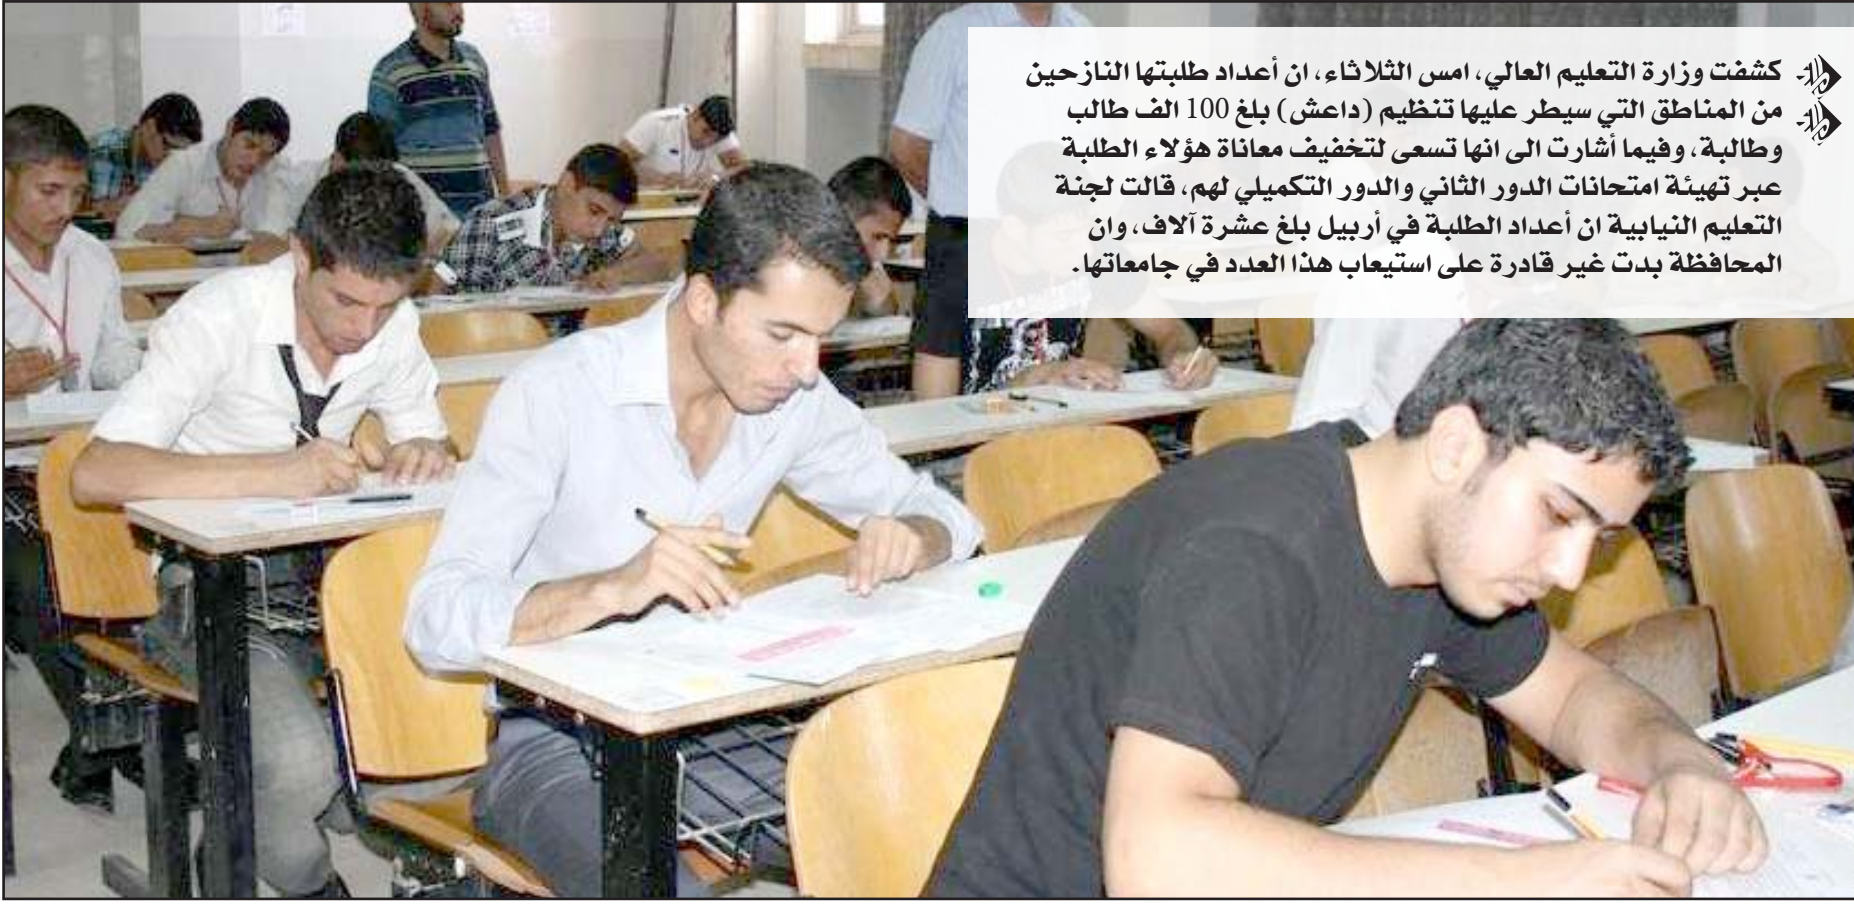 كشفت وزارة التعليم العالي، امس الثلاثاء، ان أعداد طلبتها النازحين
من المناطق التي سيطر عليها تنظيم (داعش) بلغ 100 الف طالب
وطالبة، وفيما أشارت الى انها تسعى لتخفيف معاناة هؤلاء الطلبة
عبر تهيئة امتحانات الدور الثاني والدور التكميلي لهم، قالت لجنة
التعليم النيابية ان أعداد الطلبة في أربيل بلغ عشرة آلاف، وان
المحافظة بدت غير قادرة على استيعاب هذا العدد في جامعاتها.